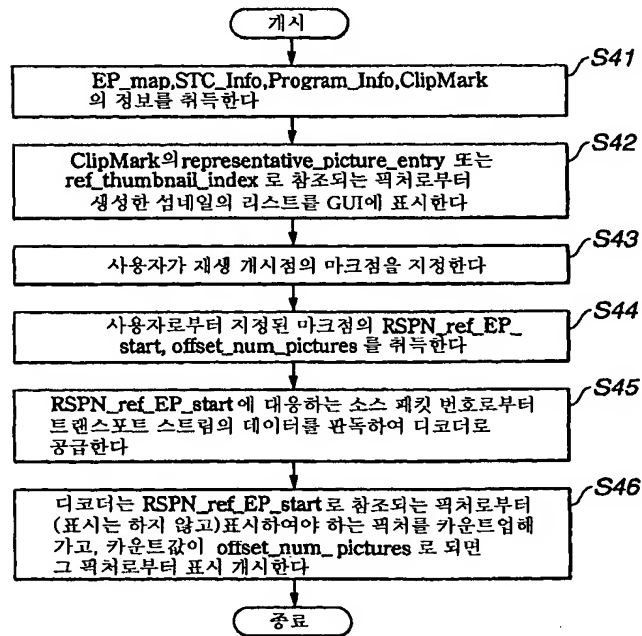 개시
S41
EP_map,STC_Info,Program_Info,ClipMark
의 정보를 취득한다
S42
ClipMark의 representative_picture_entry 또는
ref_thumbnail_index 로 참조되는 픽처로부터
생성한 섬네일의 리스트를 GUI에 표시한다
S43
사용자가 재생 개시점의 마크점을 지정한다
S44
사용자로부터 지정된 마크점의 RSPN_ref_EP_
start, offset_num_pictures 를 취득한다
S45
RSPN_ref_EP_start 에 대응하는 소스 패킷 번호로부터
트랜스포트 스트림의 데이터를 판독하여 디코더로
공급한다
S46
디코더는 RSPN_ref_EP_start 로 참조되는 픽처로부터
(표시는 하지 않고)표시하여야 하는 픽처를 카운트업해
가고, 카운트값이 offset_num_ pictures 로 되면
그 픽처로부터 표시 개시한다
종료